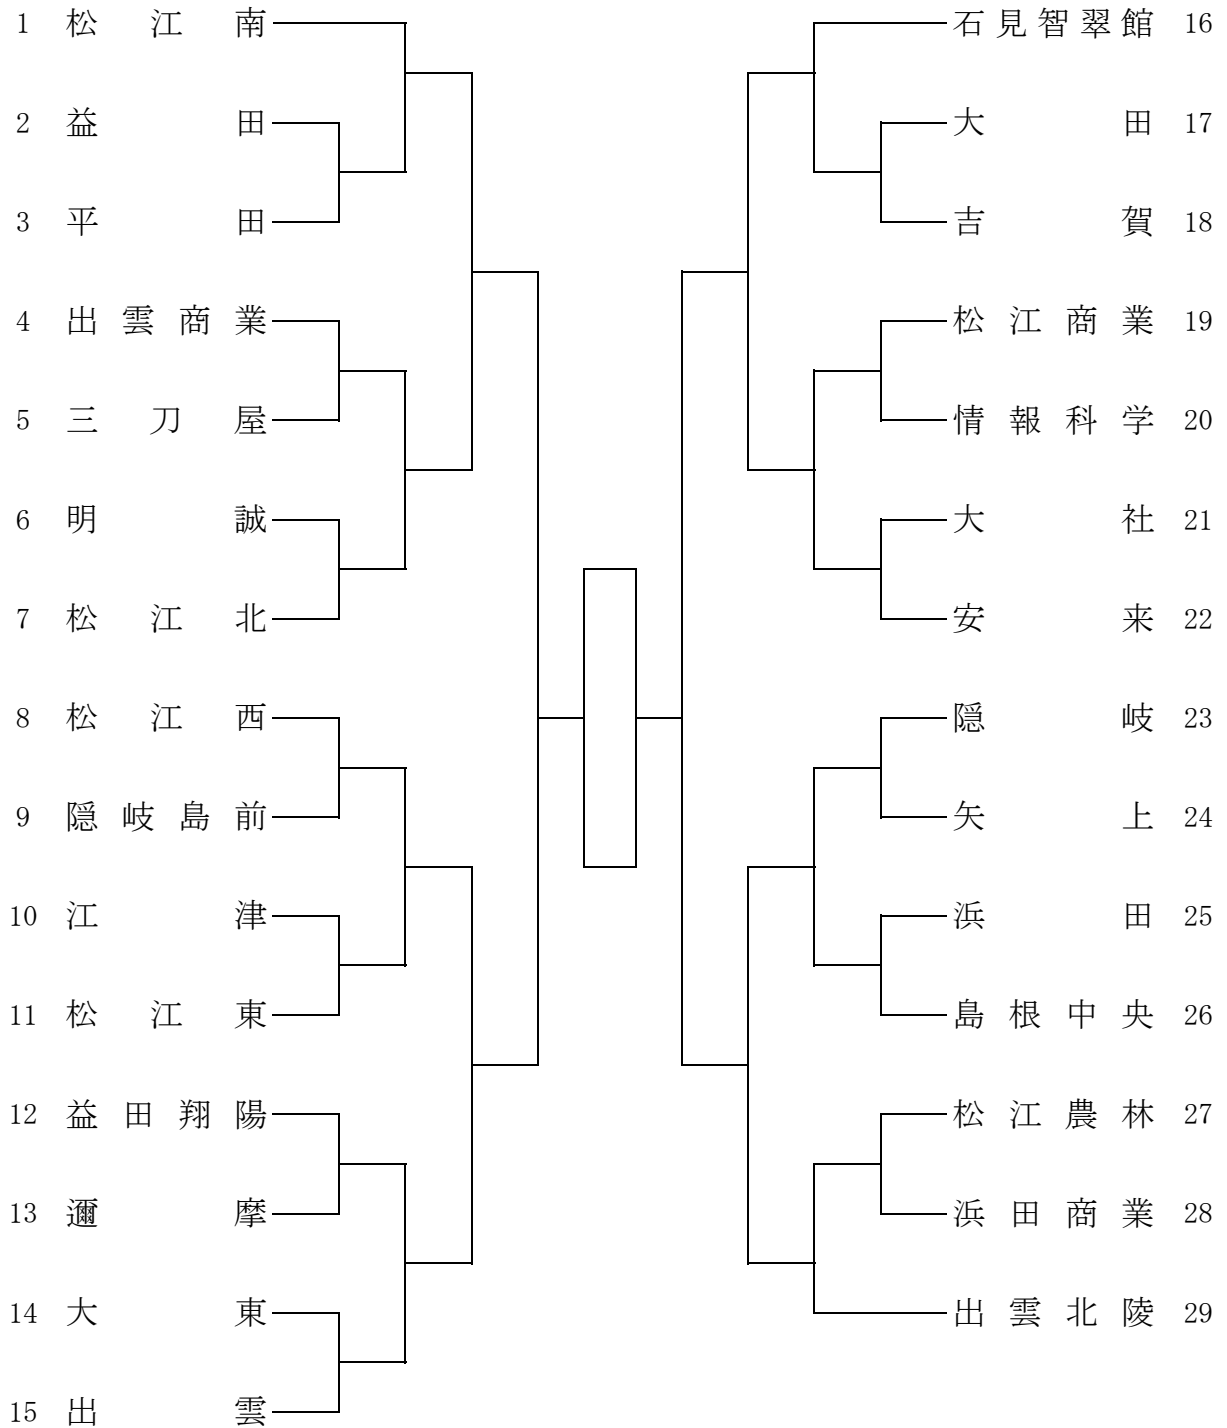 1 松江南
2 益田
3 平田
4 出雲商業
5 三刀屋
6 明誠
7 松江北
8 松江西
9 隠岐島前
10 江津
11 松江東
12 益田翔陽
13 邇摩
14 大東
15 出雲
石見智翠館 16
大田 17
吉賀 18
松江商業 19
情報科学 20
大社 21
安来 22
隠岐 23
矢上 24
浜田 25
島根中央 26
松江農林 27
浜田商業 28
出雲北陵 29